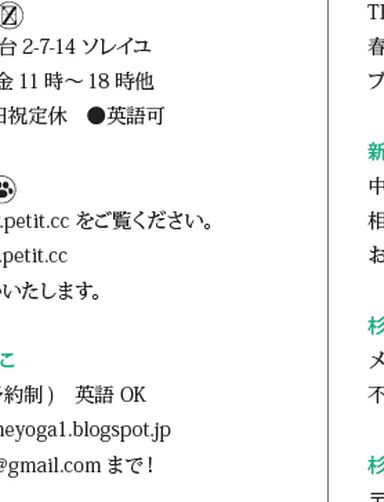 台 2-7-14 ソレイユ
金 11 時～ 18 時他
日祝定休　●英語可
.petit.cc をご覧ください。
.petit.cc
いたします。
こ
予約制 )　英語 OK
neyoga1.blogspot.jp
@gmail.com まで！
春
プ
新
中
相
お
杉
メ
不
杉